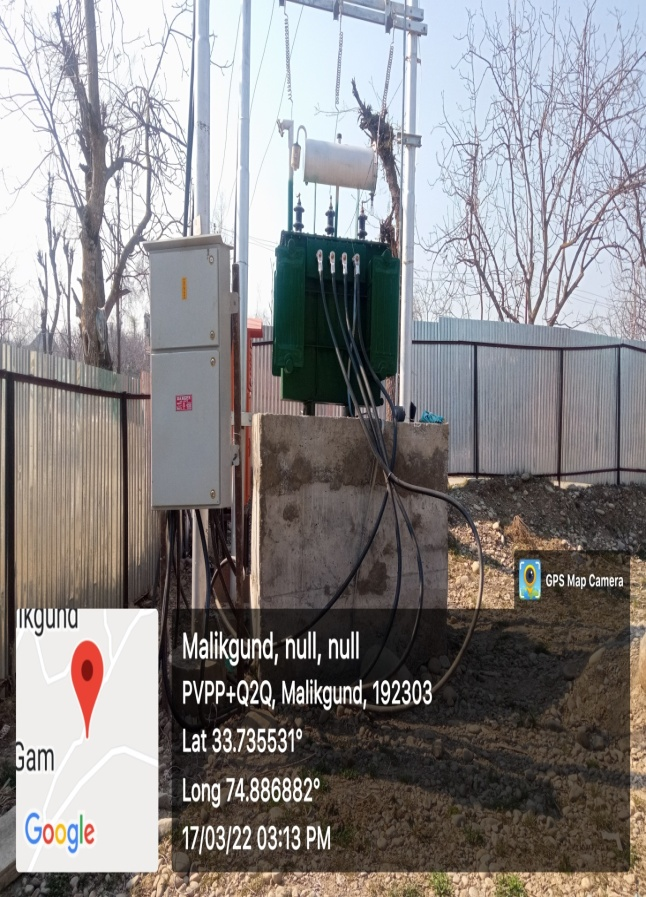 GPS Map Camera
likgund
Gam
Google
Malikgund, null, null
PVPP+Q2Q, Malikgund, 192303
Lat 33.735531°
Long 74.886882°
17/03/22 03:13 PM